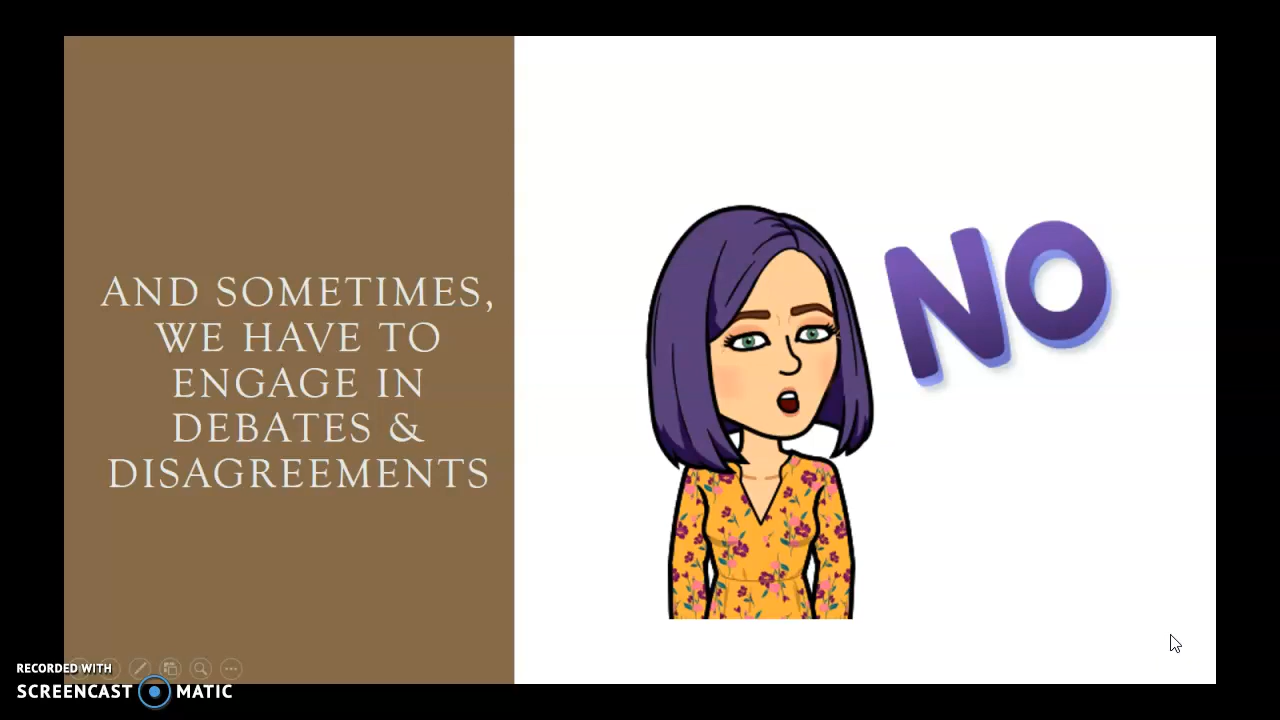 AND SOMETIMES,
WE HAVE TO
ENGAGE IN
DEBATES &
DISAGREEMENTS
NO
RECORDED WITH
SCREENCAST MATIC